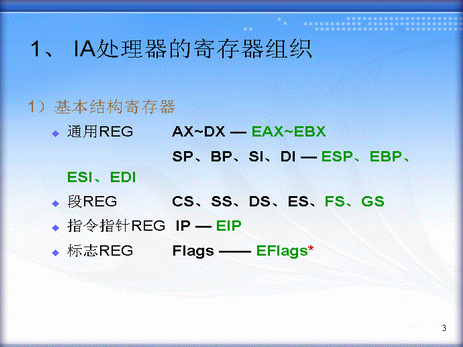 1、 IA处理器的寄存器组织
1）基本结构寄存器
通用REG AX~DX — EAX~EBX
SP、BP、SI、DI — ESP、EBP、
ESI、EDI
段REG CS、SS、DS、ES、FS、GS
指令指针REG IP — EIP
标志REG Flags —— EFlags*
3